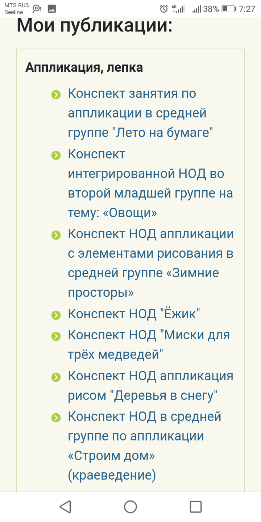 MTS RUS
Beeline
38%
7:27
Мои публикации:
Аппликация, лепка
Конспект занятия по
аппликации в средней
группе "Лето на бумаге"
Конспект
интегрированной НОД во
второй младшей группе на
тему: «Овощи»
Конспект НОД аппликации
с элементами рисования в
средней группе «Зимние
просторы»
Конспект НОД "Ёжик"
Конспект НОД "Миски для
трёх медведей"
Конспект НОД аппликация
рисом "Деревья в снегу"
Конспект НОД в средней
группе по аппликации
«Строим дом»
(краеведение)